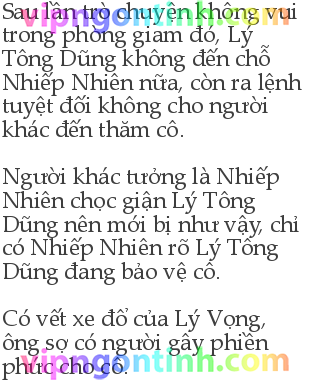 Sau lần trò chuyện không vui
trong phòng giam đó, Lý
Tông Dũng không đến chỗ
Nhiếp Nhiên nữa, còn ra lệnh
tuyệt đối không cho người
khác đến thăm cô.
Người khác tưởng là Nhiếp
Nhiên chọc giận Lý Tông
Dũng nên mới bị như vậy, chỉ
có Nhiếp Nhiên rõ Lý Tông
Dũng đang bảo vệ cô.
Có vết xe đổ của Lý Vọng,
ông sợ có người gây phiền
phức cho cô.
vipngontinh.com
vipngontinh.com